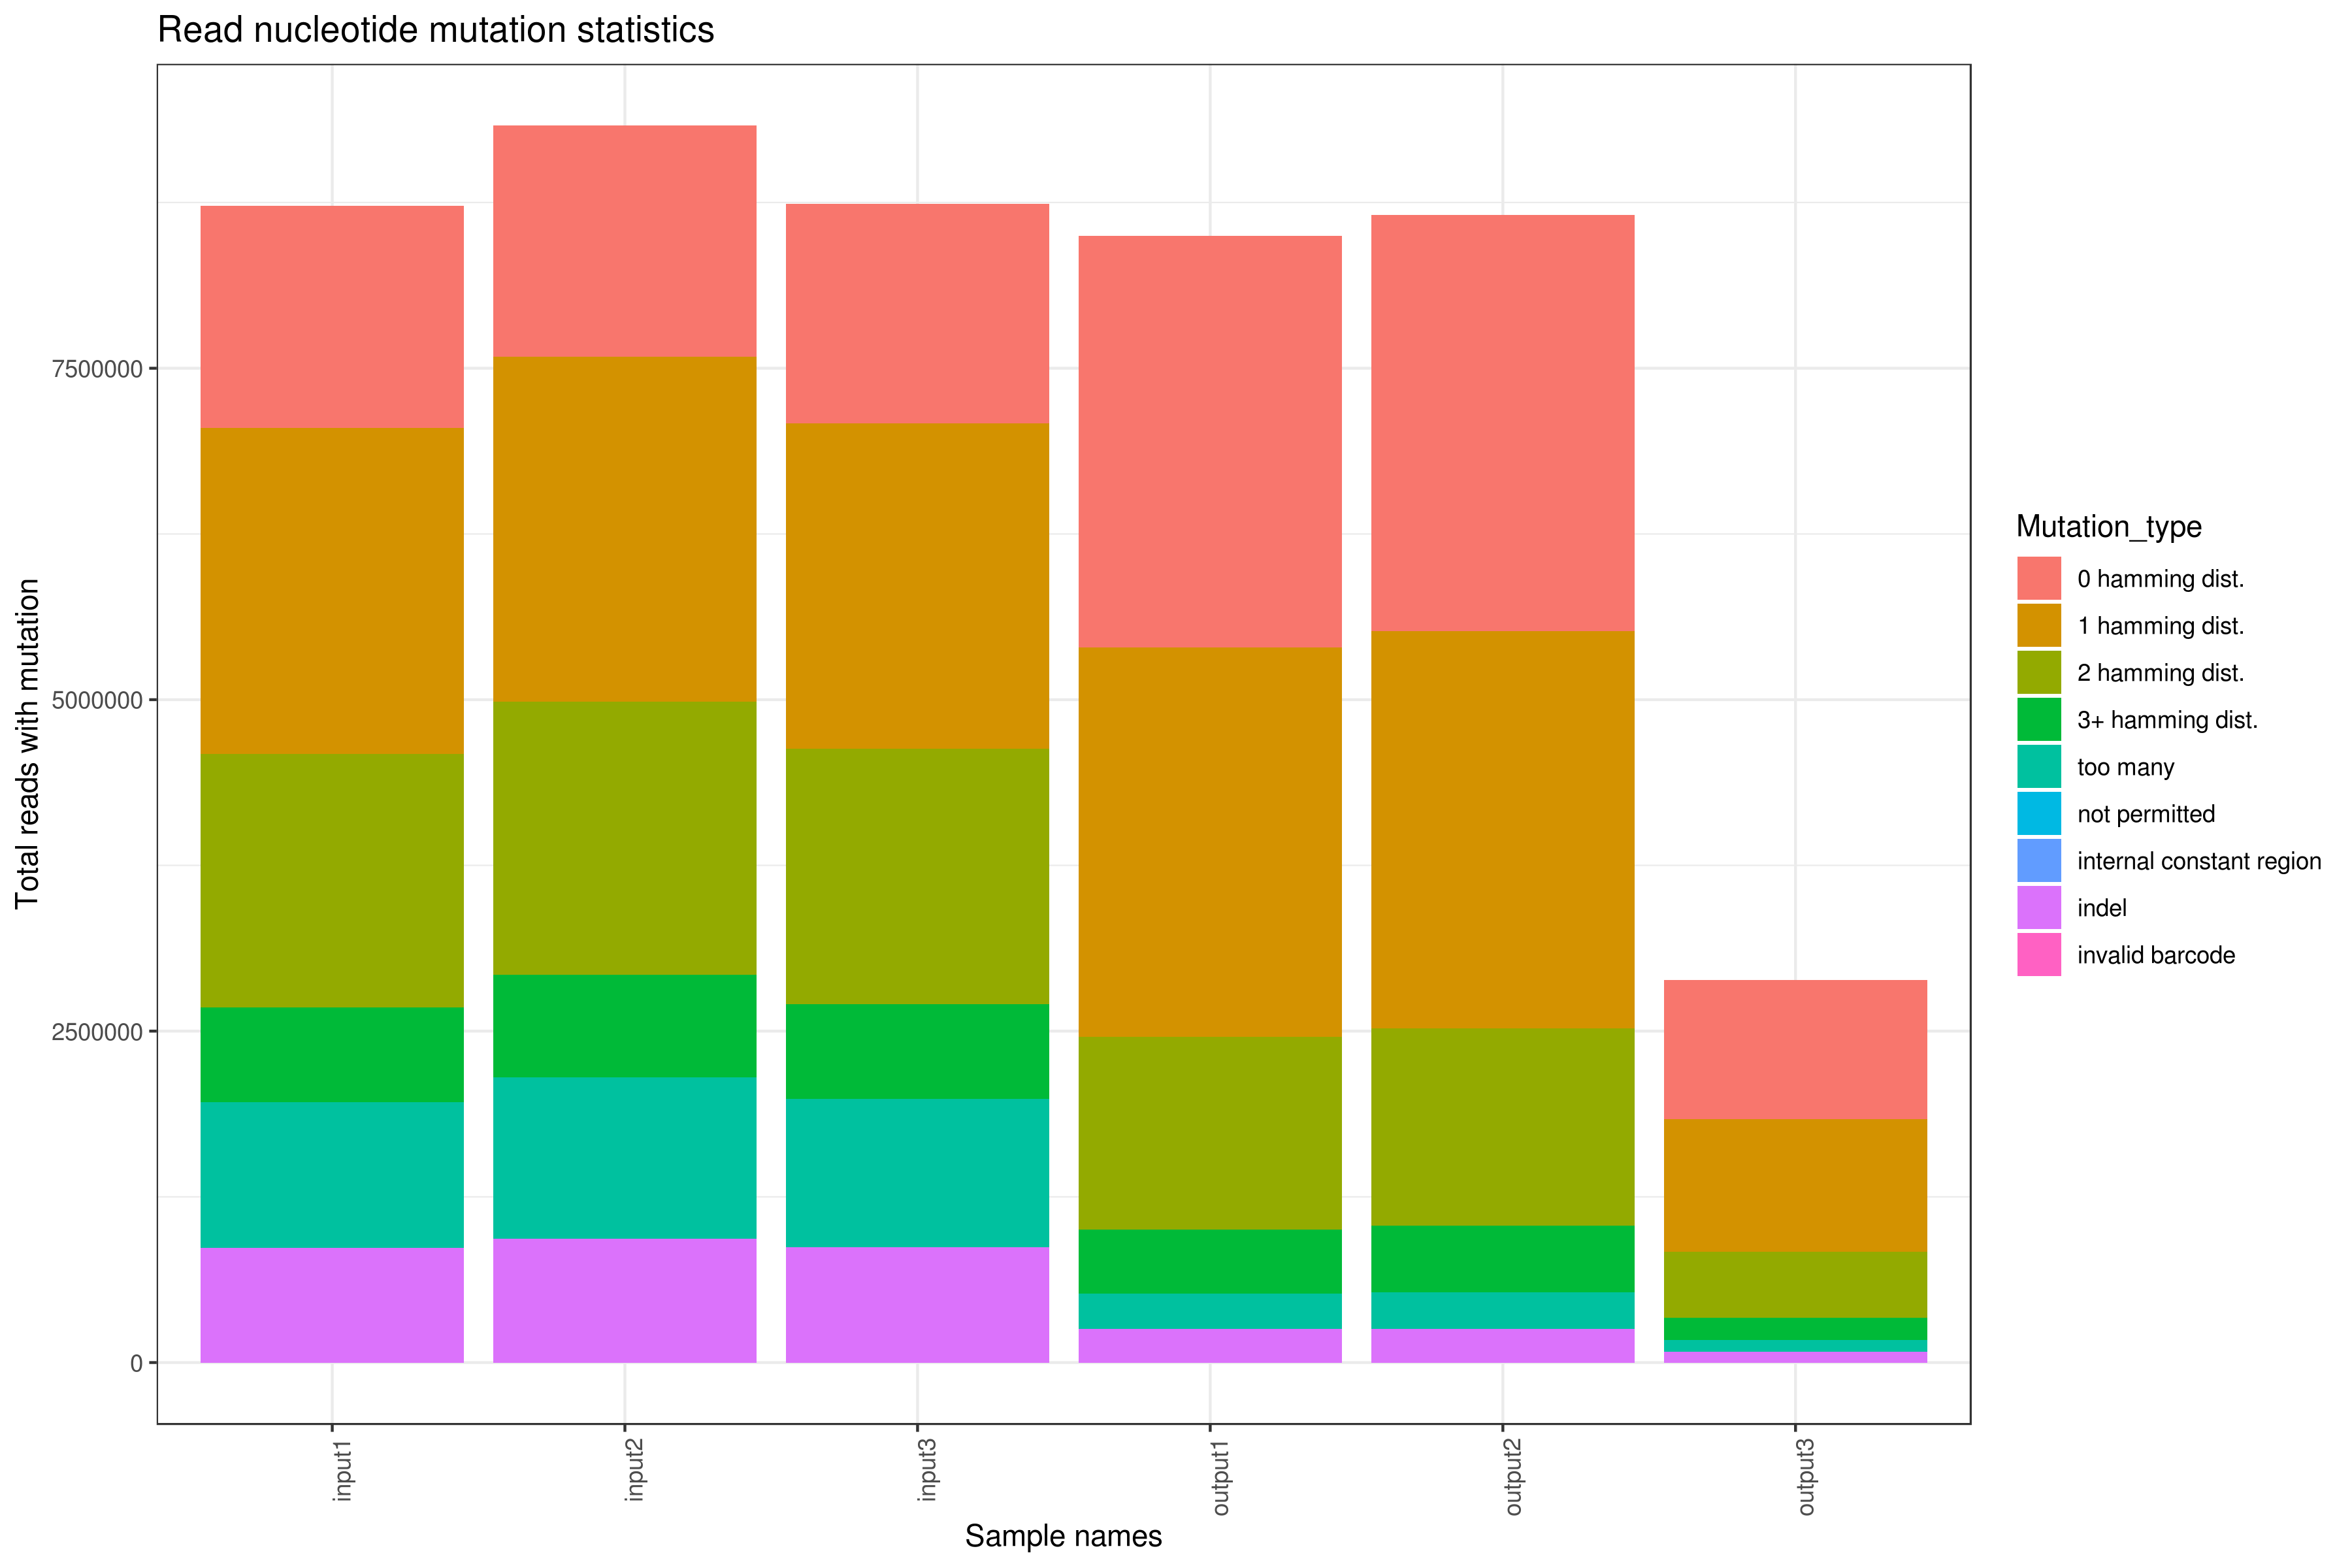 Read nucleotide mutation statistics
Total reads with mutation
7500000
5000000
2500000
0
input1
input2
input3
output1
output2
output3
Sample names
Mutation_type
0 hamming dist.
1 hamming dist.
2 hamming dist.
3+ hamming dist.
too many
not permitted
internal constant region
indel
invalid barcode